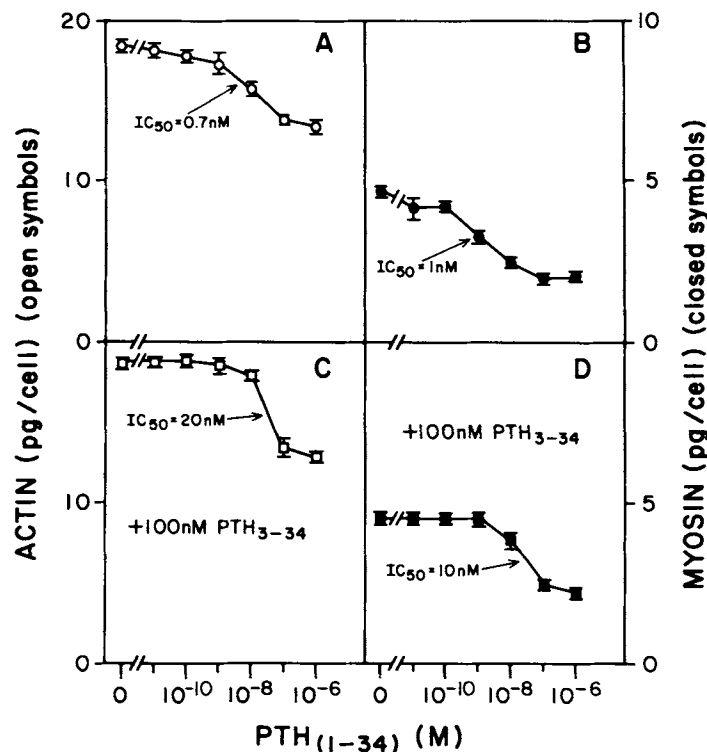 20
A
B
10
IC50=0.7nM
10
5
IC50=1nM
0
0
C
D
IC50=20nM
+100nM PTH3-34
10
+100nM PTH3-34
5
IC50=10nM
0
0
0 10-10 10-8 10-6
0 10-10 10-8 10-6
PTH(1-34) (M)
ACTIN (pg/cell) (open symbols)
MYOSIN (pg/cell) (closed symbols)